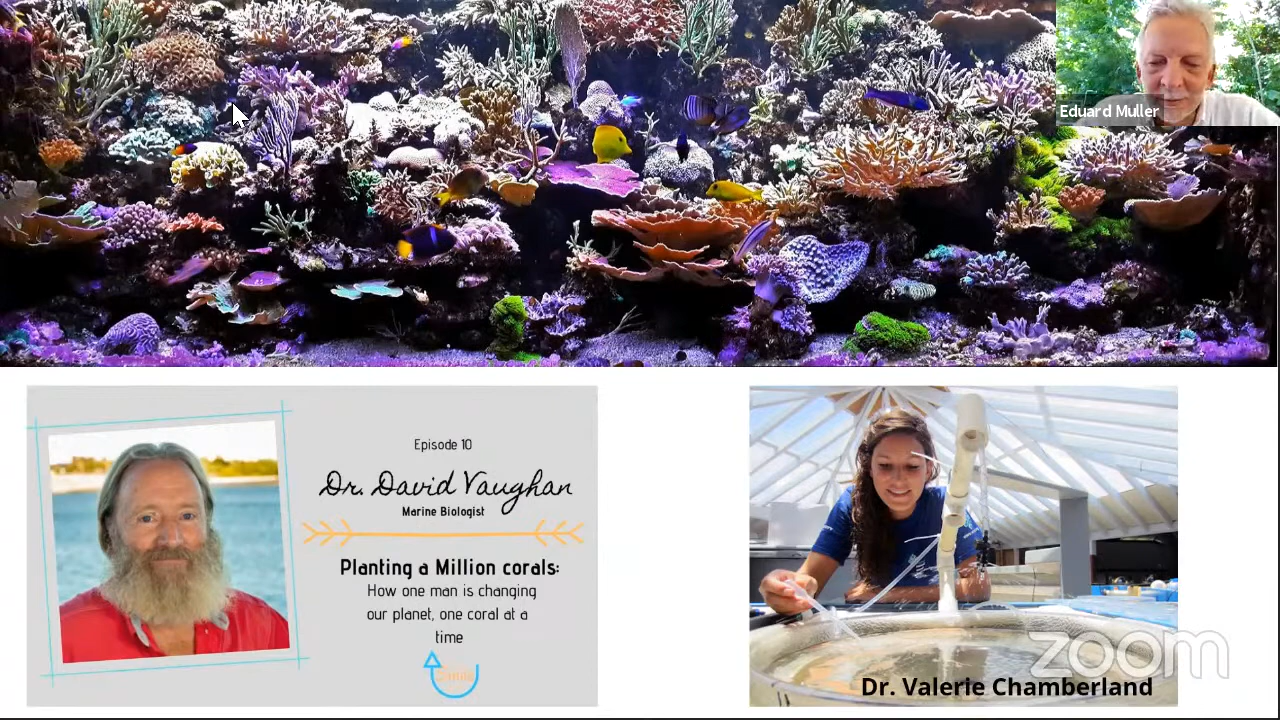 Eduard Muller
Episode 10
Dr. David Vaughan
Marine Biologist
Planting a Million corals:
How one man is changing
our planet, one coral at a
time
zoom
Dr. Valerie Chamberland